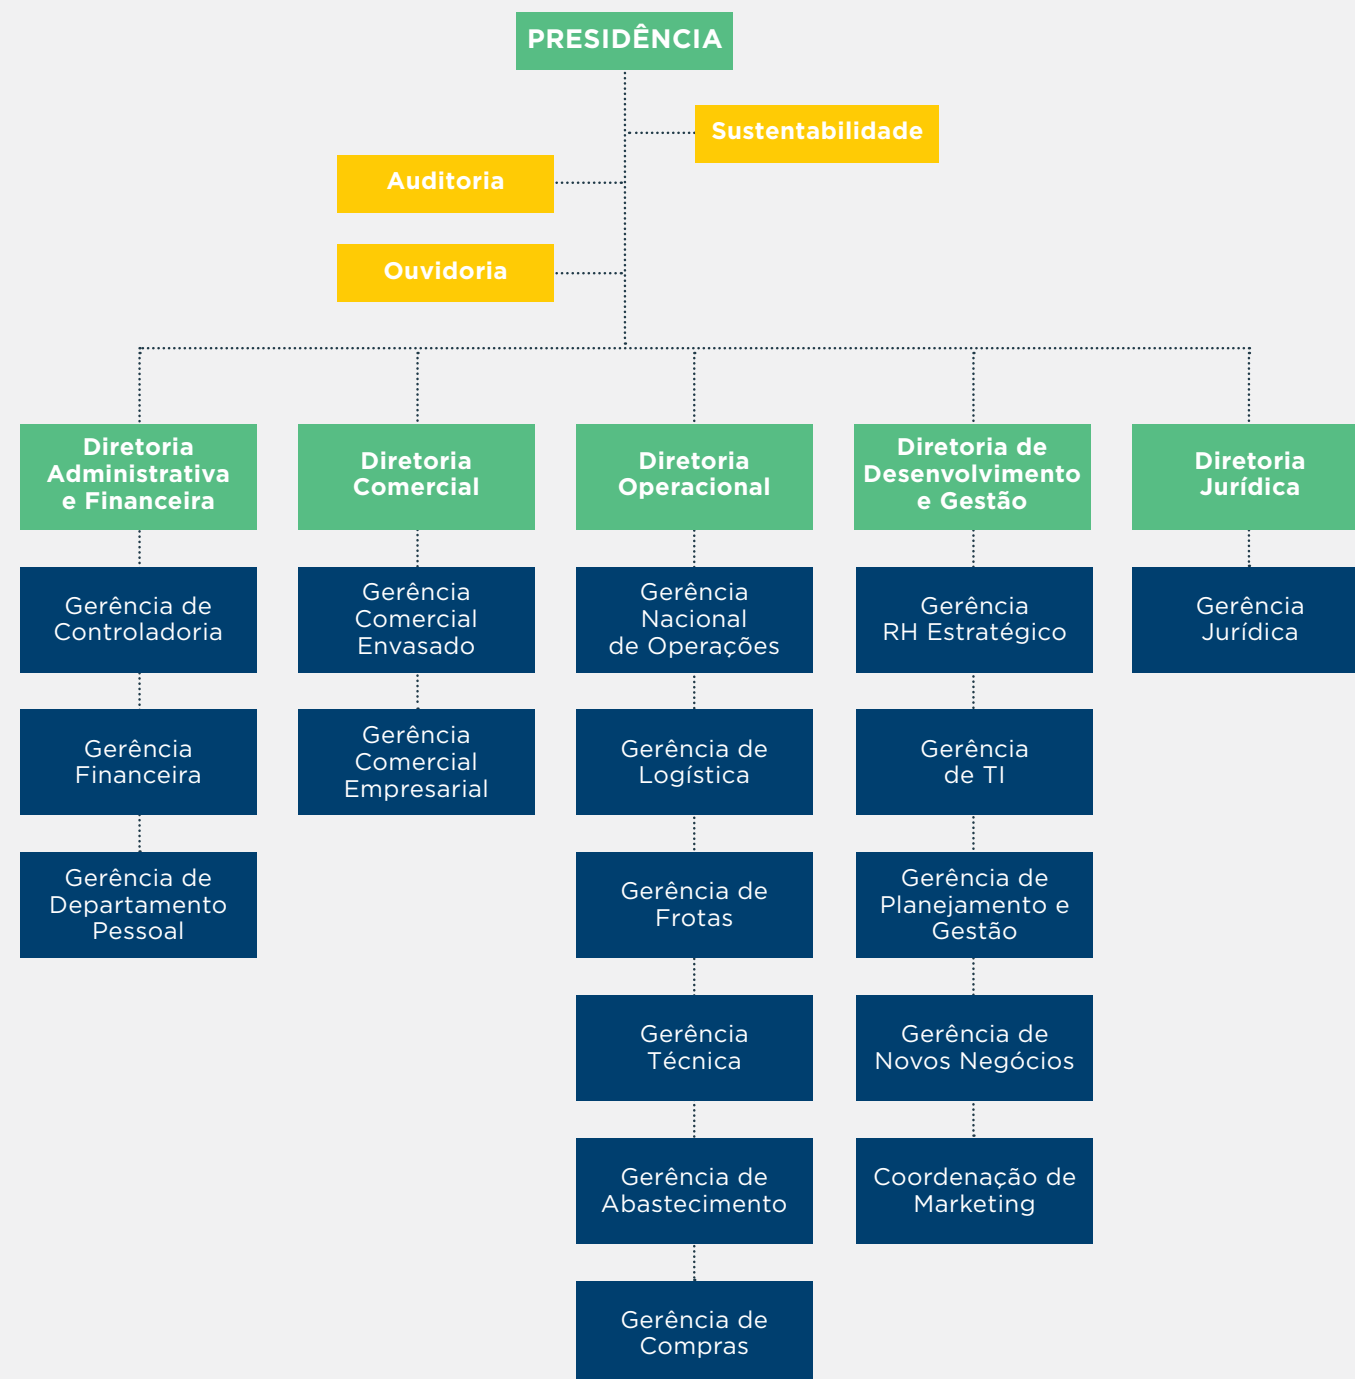 PRESIDÊNCIA
Sustentabilidade
Auditoria
Ouvidoria
Diretoria
Administrativa
e Financeira
Diretoria
Comercial
Diretoria
Operacional
Diretoria de
Desenvolvimento
e Gestão
Diretoria
Jurídica
Gerência de
Controladoria
Gerência
Comercial
Envasado
Gerência
Nacional
de Operações
Gerência
RH Estratégico
Gerência
Jurídica
Gerência
Financeira
Gerência
Comercial
Empresarial
Gerência de
Logística
Gerência
de TI
Gerência de
Departamento
Pessoal
Gerência de
Frotas
Gerência de
Planejamento e
Gestão
Gerência
Técnica
Gerência de
Novos Negócios
Gerência de
Abastecimento
Coordenação de
Marketing
Gerência de
Compras